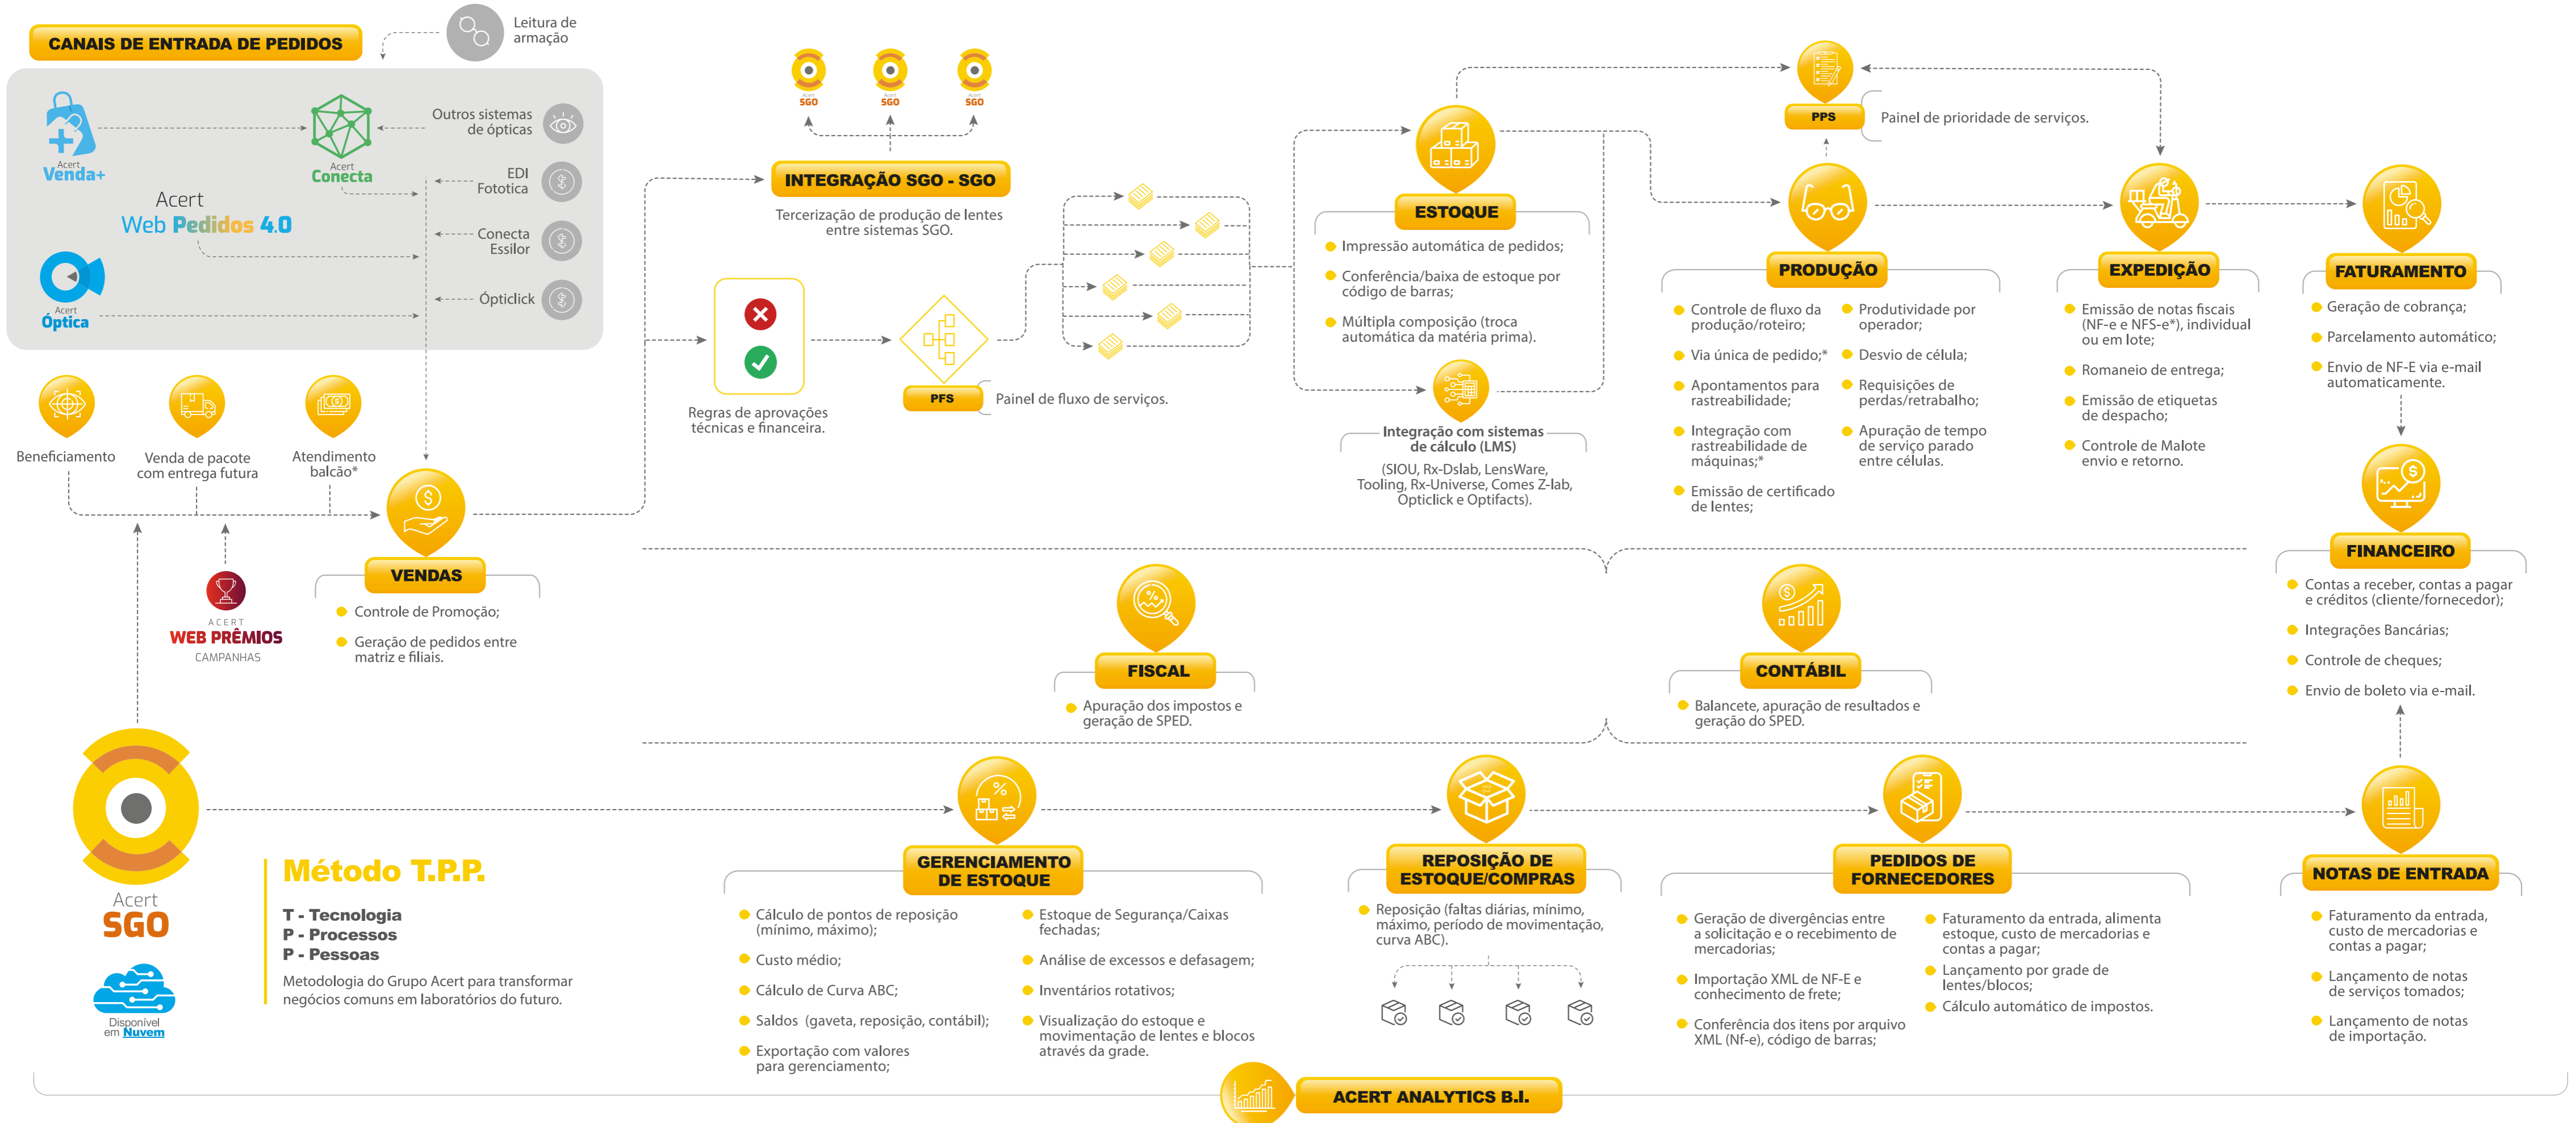 CANAIS DE ENTRADA DE PEDIDOS
Leitura de
armação
Acert
Venda+
Acert
Conecta
Outros sistemas
de ópticas
EDI
Fototica
Acert
Web Pedidos 4.0
Conecta
Essilor
Acert
Óptica
Ópticlick
Beneficiamento
Venda de pacote
com entrega futura
Atendimento
balcão*
ACERT
WEB PRÊMIOS
CAMPANHAS
VENDAS
Controle de Promoção;
Geração de pedidos entre
matriz e filiais.
Acert
SGO
Acert
SGO
Acert
SGO
INTEGRAÇÃO SGO - SGO
Tercerização de produção de lentes
entre sistemas SGO.
Regras de aprovações
técnicas e financeira.
PFS
Painel de fluxo de serviços.
ESTOQUE
Impressão automática de pedidos;
Conferência/baixa de estoque por
código de barras;
Múltipla composição (troca
automática da matéria prima).
Integração com sistemas
de cálculo (LMS)
(SIOU, Rx-Dslab, LensWare,
Tooling, Rx-Universe, Comes Z-lab,
Opticlick e Optifacts).
PPS
Painel de prioridade de serviços.
PRODUÇÃO
Controle de fluxo da
produção/roteiro;
Via única de pedido;*
Apontamentos para
rastreabilidade;
Integração com
rastreabilidade de
máquinas;*
Emissão de certificado
de lentes;
Produtividade por
operador;
Desvio de célula;
Requisições de
perdas/retrabalho;
Apuração de tempo
de serviço parado
entre células.
EXPEDIÇÃO
Emissão de notas fiscais
(NF-e e NFS-e*), individual
ou em lote;
Romaneio de entrega;
Emissão de etiquetas
de despacho;
Controle de Malote
envio e retorno.
FATURAMENTO
Geração de cobrança;
Parcelamento automático;
Envio de NF-E via e-mail
automaticamente.
FINANCEIRO
Contas a receber, contas a pagar
e créditos (cliente/fornecedor);
Integrações Bancárias;
Controle de cheques;
Envio de boleto via e-mail.
FISCAL
Apuração dos impostos e
geração de SPED.
CONTÁBIL
Balancete, apuração de resultados e
geração do SPED.
Acert
SGO
Disponível
em Nuvem
Método T.P.P.
T - Tecnologia
P - Processos
P - Pessoas
Metodologia do Grupo Acert para transformar
negócios comuns em laboratórios do futuro.
GERENCIAMENTO
DE ESTOQUE
Cálculo de pontos de reposição
(mínimo, máximo);
Custo médio;
Cálculo de Curva ABC;
Saldos (gaveta, reposição, contábil);
Exportação com valores
para gerenciamento;
Estoque de Segurança/Caixas
fechadas;
Análise de excessos e defasagem;
Inventários rotativos;
Visualização do estoque e
movimentação de lentes e blocos
através da grade.
REPOSIÇÃO DE
ESTOQUE/COMPRAS
Reposição (faltas diárias, mínimo,
máximo, período de movimentação,
curva ABC).
PEDIDOS DE
FORNECEDORES
Geração de divergências entre
a solicitação e o recebimento de
mercadorias;
Importação XML de NF-E e
conhecimento de frete;
Conferência dos itens por arquivo
XML (Nf-e), código de barras;
Faturamento da entrada, alimenta
estoque, custo de mercadorias e
contas a pagar;
Lançamento por grade de
lentes/blocos;
Cálculo automático de impostos.
NOTAS DE ENTRADA
Faturamento da entrada,
custo de mercadorias e
contas a pagar;
Lançamento de notas
de serviços tomados;
Lançamento de notas
de importação.
ACERT ANALYTICS B.I.